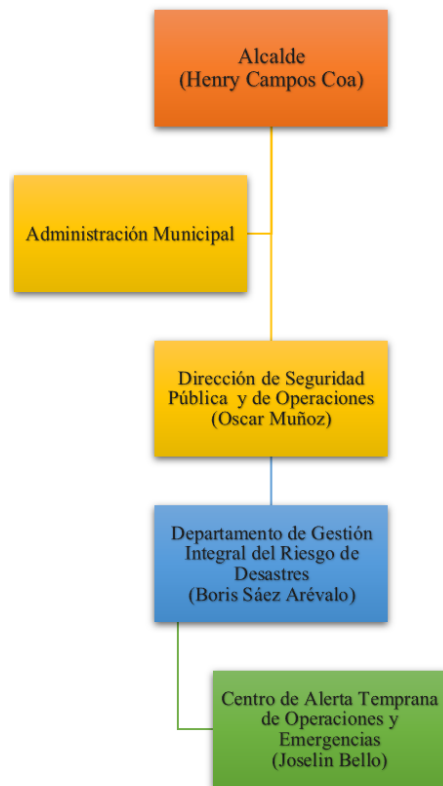 Alcalde
(Henry Campos Coa)
Administración Municipal
Dirección de Seguridad
Pública y de Operaciones
(Oscar Muñoz)
Departamento de Gestión
Integral del Riesgo de
Desastres
(Boris Sáez Arévalo)
Centro de Alerta Temprana
de Operaciones y
Emergencias
(Joselin Bello)